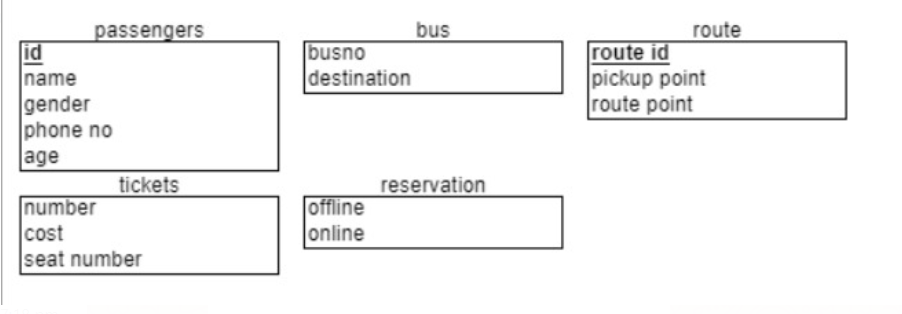 passengers
id
name
gender
phone no
age
bus
busno
destination
route
route id
pickup point
route point
tickets
number
cost
seat number
reservation
offline
online